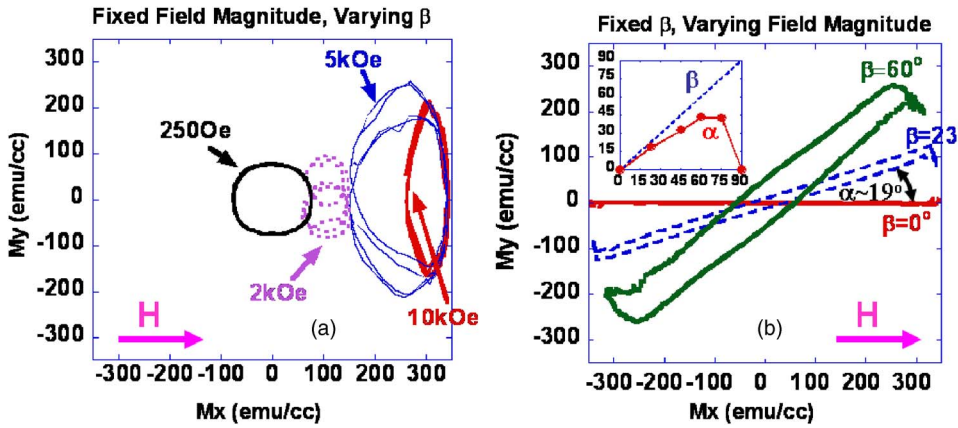 Fixed Field Magnitude, Varying β
300
200
100
0
-100
-200
-300
My (emu/cc)
5kOe
250Oe
2kOe
10kOe
H
(a)
-300 -200 -100 0 100 200 300
Mx (emu/cc)
Fixed β, Varying Field Magnitude
300
200
100
0
-100
-200
-300
My (emu/cc)
90
75
60
45
30
15
0
0 15 30 45 60 75 90
β
α
β=60°
β=23
α~19°
β=0°
(b)
H
-300 -200 -100 0 100 200 300
Mx (emu/cc)